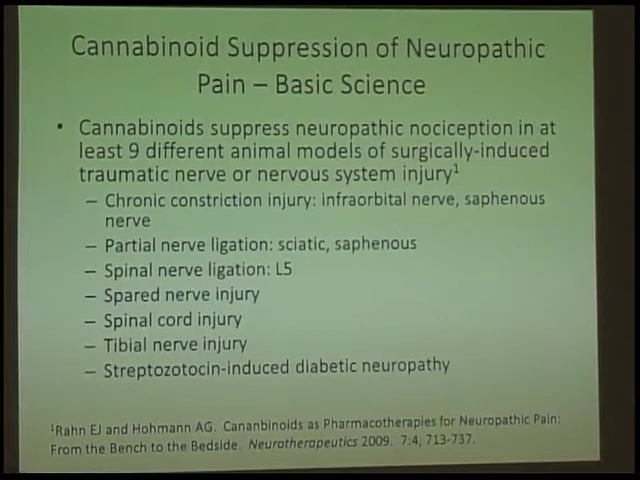 Cannabinoid Suppression of Neuropathic
Pain – Basic Science
• Cannabinoids suppress neuropathic nociception in at
least 9 different animal models of surgically-induced
traumatic nerve or nervous system injury¹
– Chronic constriction injury: infraorbital nerve, saphenous
nerve
– Partial nerve ligation: sciatic, saphenous
– Spinal nerve ligation: L5
– Spared nerve injury
– Spinal cord injury
– Tibial nerve injury
– Streptozotocin-induced diabetic neuropathy
¹Rahn EJ and Hohmann AG. Cananbinoids as Pharmacotherapies for Neuropathic Pain:
From the Bench to the Bedside. Neurotherapeutics 2009. 7:4, 713-737.